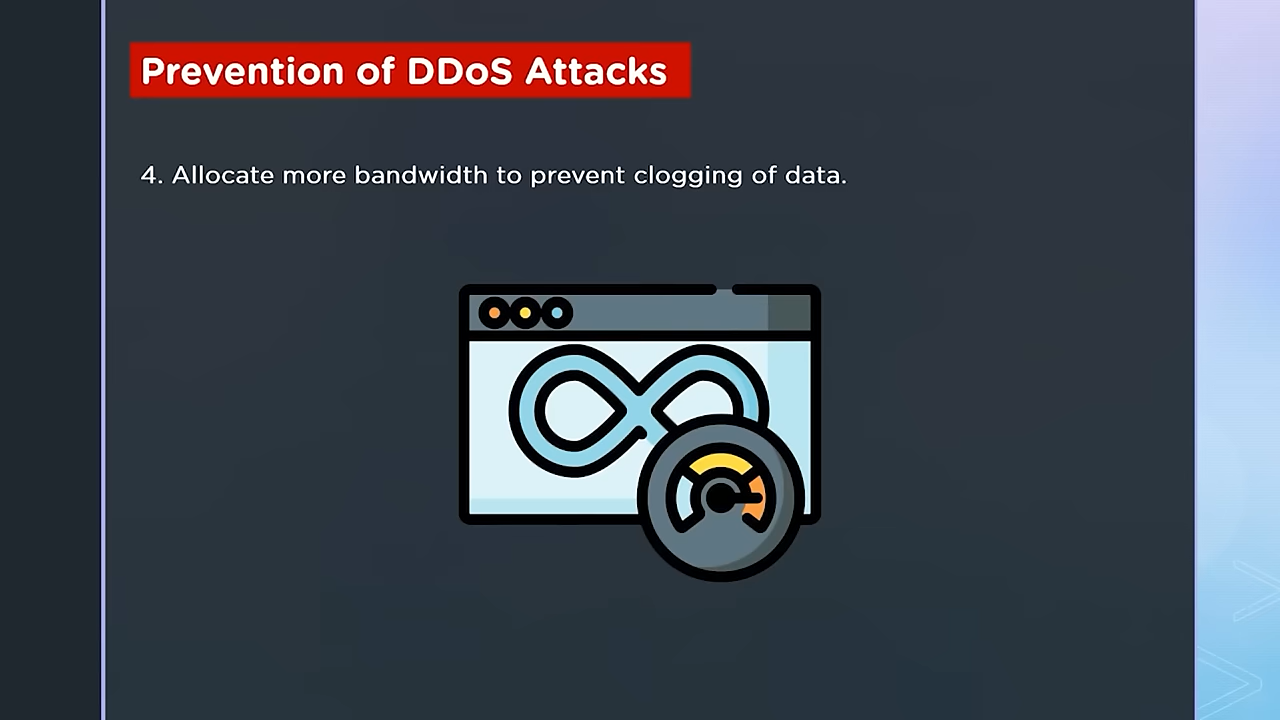 Prevention of DDoS Attacks
4. Allocate more bandwidth to prevent clogging of data.